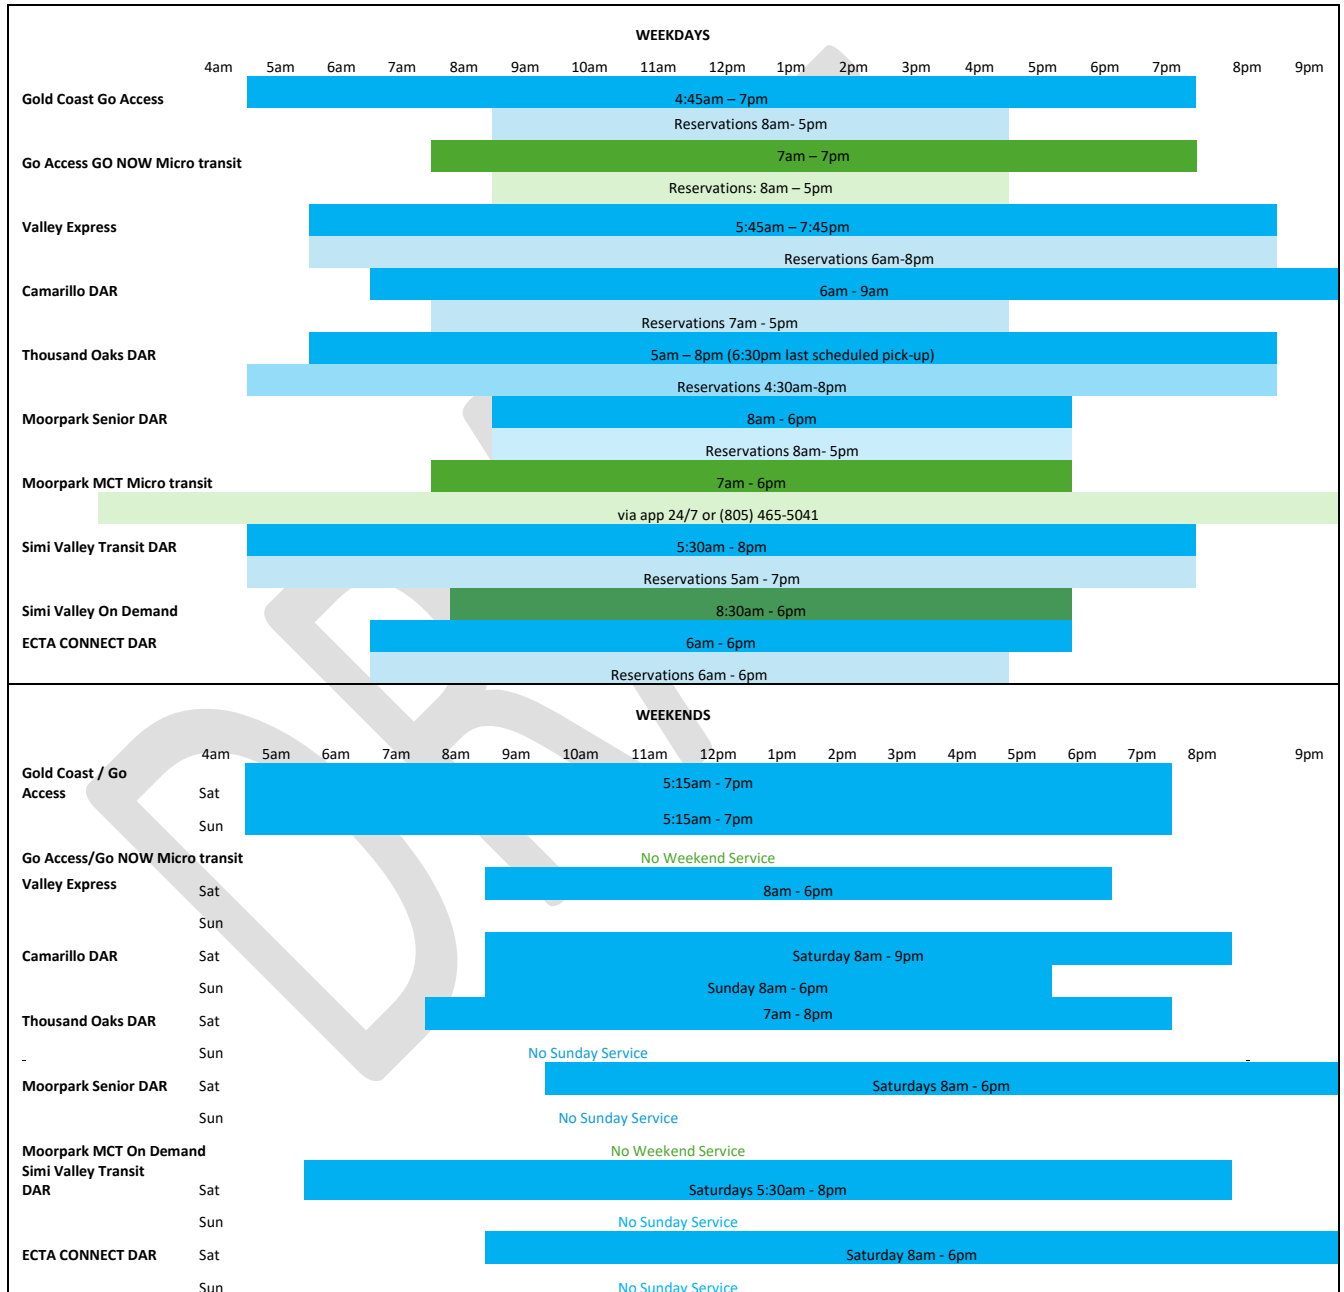 WEEKDAYS
4am 5am 6am 7am 8am 9am 10am 11am 12pm 1pm 2pm 3pm 4pm 5pm 6pm 7pm 8pm 9pm
Gold Coast Go Access 4:45am – 7pm
Reservations 8am- 5pm
Go Access GO NOW Micro transit 7am – 7pm
Reservations: 8am – 5pm
Valley Express 5:45am – 7:45pm
Reservations 6am-8pm
Camarillo DAR 6am - 9am
Reservations 7am - 5pm
Thousand Oaks DAR 5am – 8pm (6:30pm last scheduled pick-up)
Reservations 4:30am-8pm
Moorpark Senior DAR 8am - 6pm
Reservations 8am- 5pm
Moorpark MCT Micro transit 7am - 6pm
via app 24/7 or (805) 465-5041
Simi Valley Transit DAR 5:30am - 8pm
Reservations 5am - 7pm
Simi Valley On Demand 8:30am - 6pm
ECTA CONNECT DAR 6am - 6pm
Reservations 6am - 6pm
WEEKENDS
4am 5am 6am 7am 8am 9am 10am 11am 12pm 1pm 2pm 3pm 4pm 5pm 6pm 7pm 8pm 9pm
Gold Coast / Go
Access Sat 5:15am - 7pm
Sun 5:15am - 7pm
Go Access/Go NOW Micro transit No Weekend Service
Valley Express Sat 8am - 6pm
Sun
Camarillo DAR Sat Saturday 8am - 9pm
Sun Sunday 8am - 6pm
Thousand Oaks DAR Sat 7am - 8pm
Sun No Sunday Service
Moorpark Senior DAR Sat Saturdays 8am - 6pm
Sun No Sunday Service
Moorpark MCT On Demand No Weekend Service
Simi Valley Transit
DAR Sat Saturdays 5:30am - 8pm
Sun No Sunday Service
ECTA CONNECT DAR Sat Saturday 8am - 6pm
Sun No Sunday Service